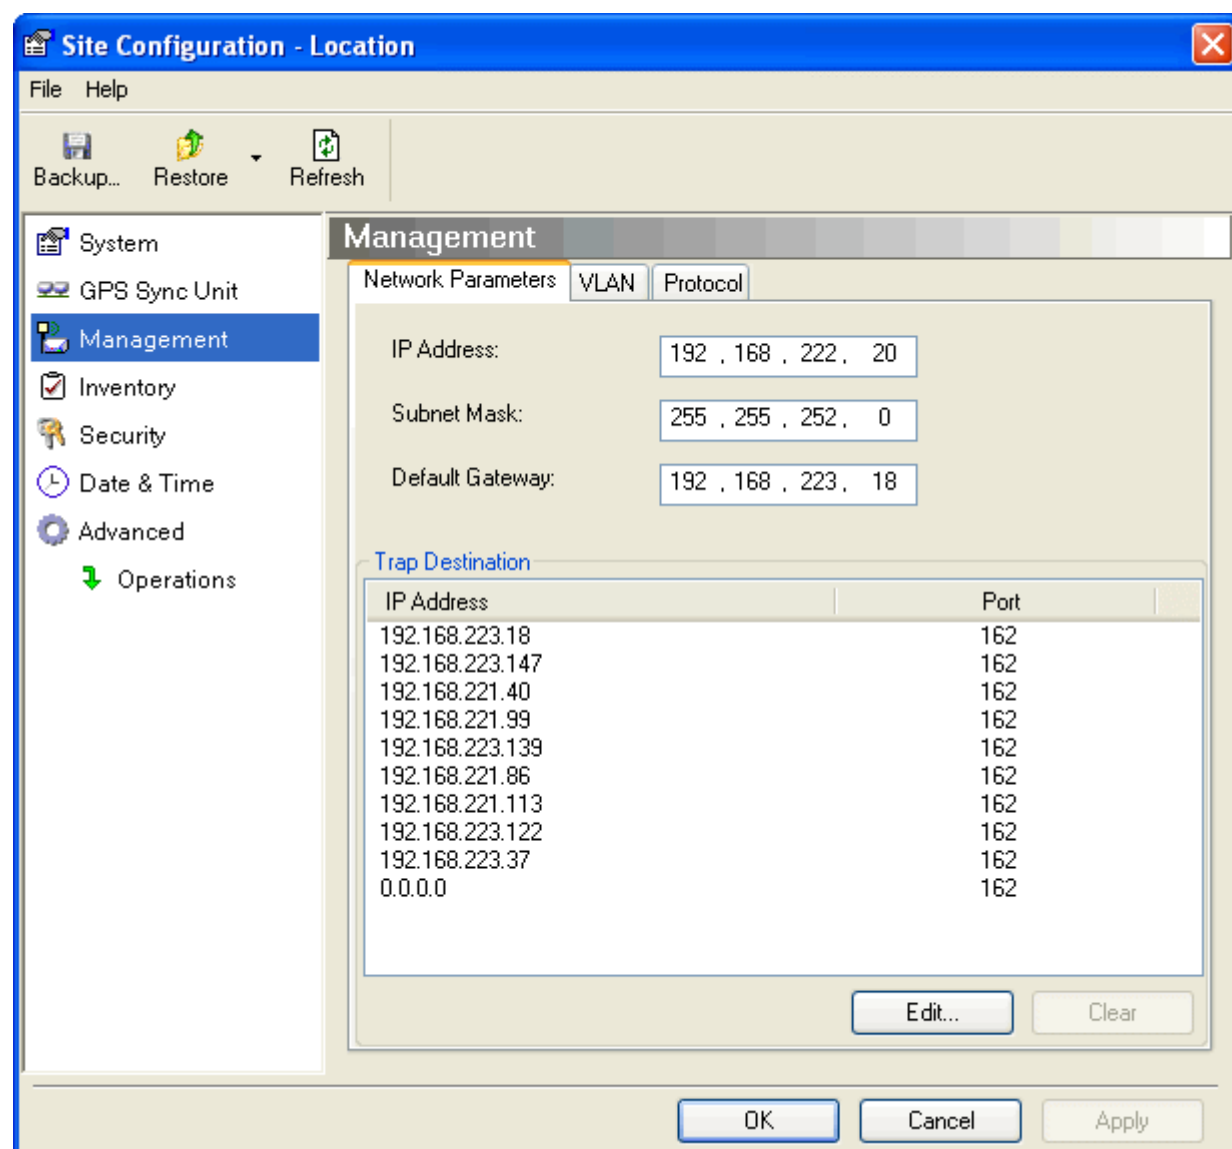 Site Configuration - Location
File Help
Backup... Restore Refresh
System
GPS Sync Unit
Management
Inventory
Security
Date & Time
Advanced
Operations
Management
Network Parameters VLAN Protocol
IP Address: 192 . 168 . 222 . 20
Subnet Mask: 255 . 255 . 252 . 0
Default Gateway: 192 . 168 . 223 . 18
Trap Destination
IP Address Port
192.168.223.18 162
192.168.223.147 162
192.168.221.40 162
192.168.221.99 162
192.168.223.139 162
192.168.221.86 162
192.168.221.113 162
192.168.223.122 162
192.168.223.37 162
0.0.0.0 162
Edit... Clear
OK Cancel Apply